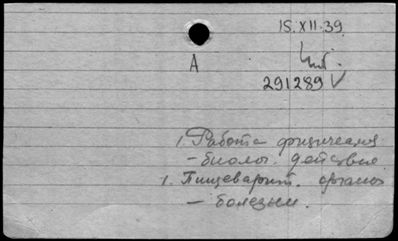 15.XII.39
A
291289 V
1. Работа физическая
- биолог. действие
1. Пищеварит. органы
- болезни.